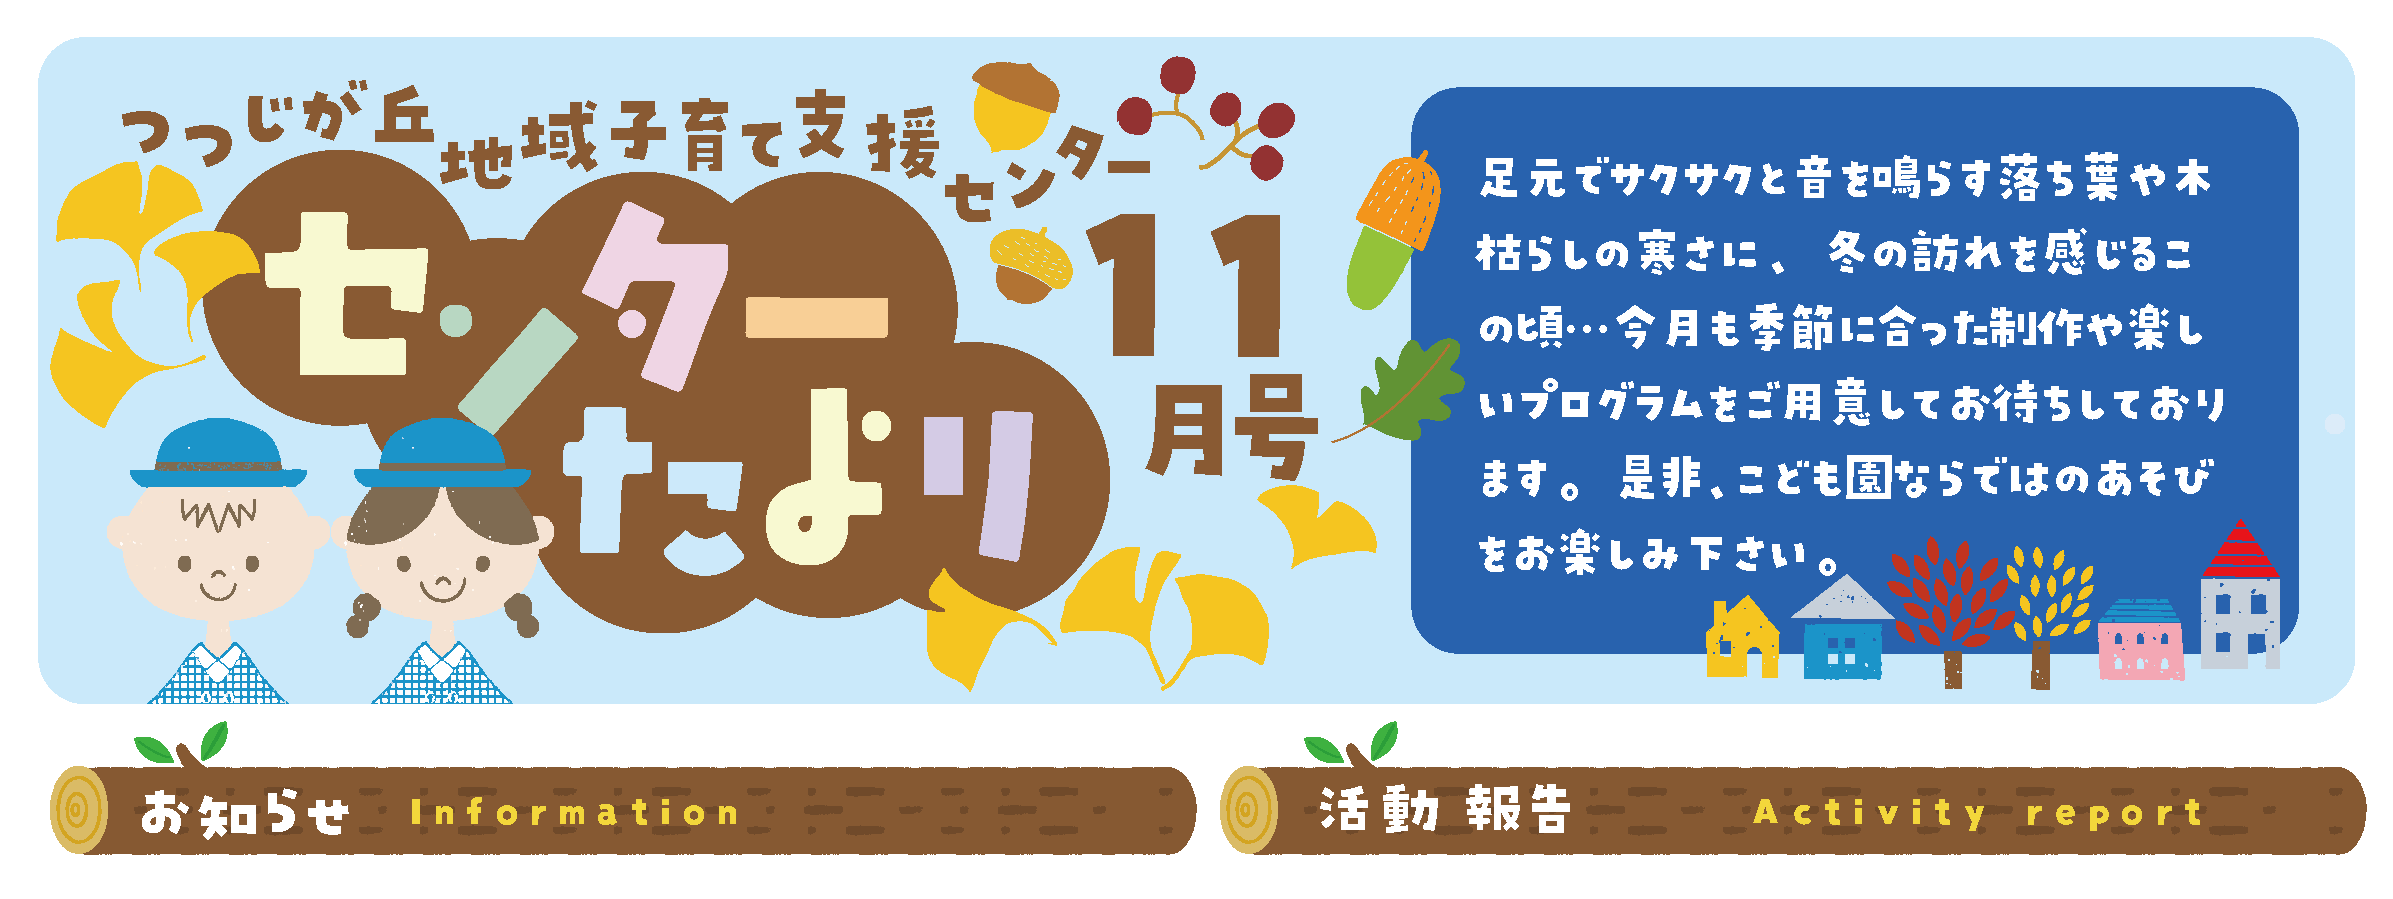 つつじが丘地域子育て支援センター
センターたより
11月号
足元でサクサクと音を鳴らす落ち葉や木
枯らしの寒さに、冬の訪れを感じるこ
の頃…今月も季節に合った制作や楽し
いプログラムをご用意してお待ちしており
ます。是非、こども園ならではのあそび
をお楽しみ下さい。
お知らせ Information
活動報告 Activity report